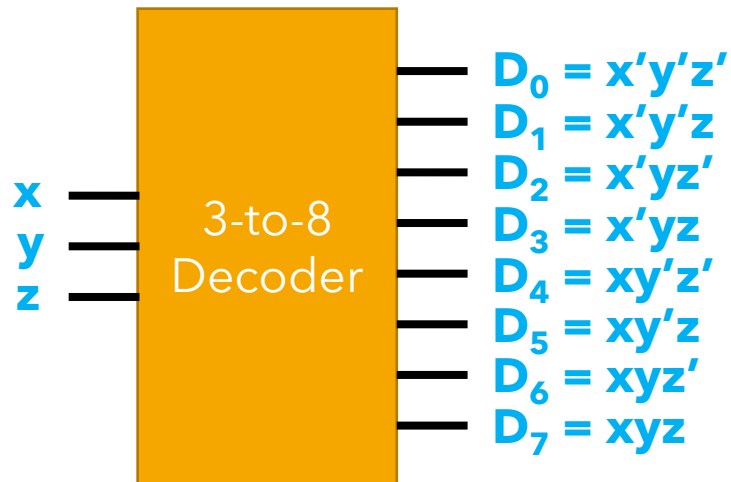 x
y
z
3-to-8
Decoder
D₀ = x′y′z′
D₁ = x′y′z
D₂ = x′yz′
D₃ = x′yz
D₄ = xy′z′
D₅ = xy′z
D₆ = xyz′
D₇ = xyz